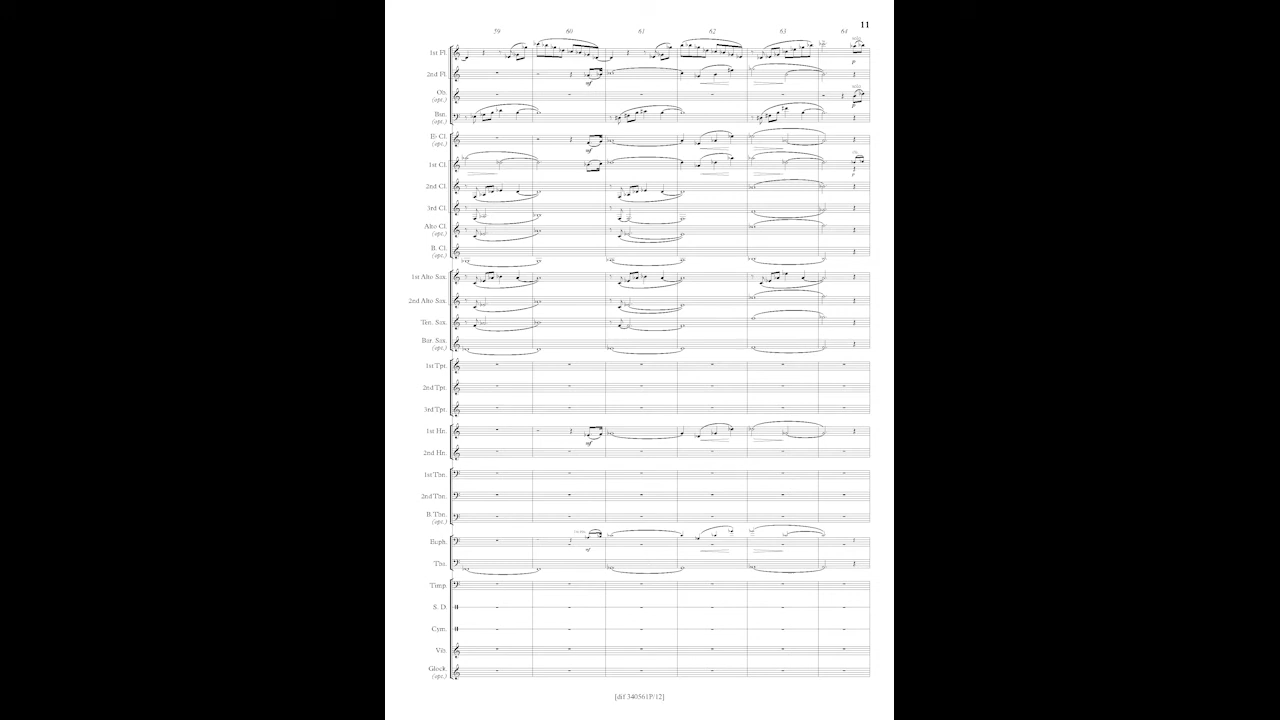 11
59 60 61 62 63 64
1st Fl.
2nd Fl.
Ob.
(opt.)
Bsn.
(opt.)
E♭ Cl.
(opt.)
mf
1st Cl.
2nd Cl.
3rd Cl.
Alto Cl.
(opt.)
B. Cl.
(opt.)
1st Alto Sax.
2nd Alto Sax.
Ten. Sax.
Bar. Sax.
(opt.)
1st Tpt.
2nd Tpt.
3rd Tpt.
1st Hn.
mf
2nd Hn.
1st Tbn.
2nd Tbn.
B. Tbn.
(opt.)
Euph.
mf
Tba.
Timp.
S. D.
Cym.
Vib.
Glock.
(opt.)
[dif 340561P/12]